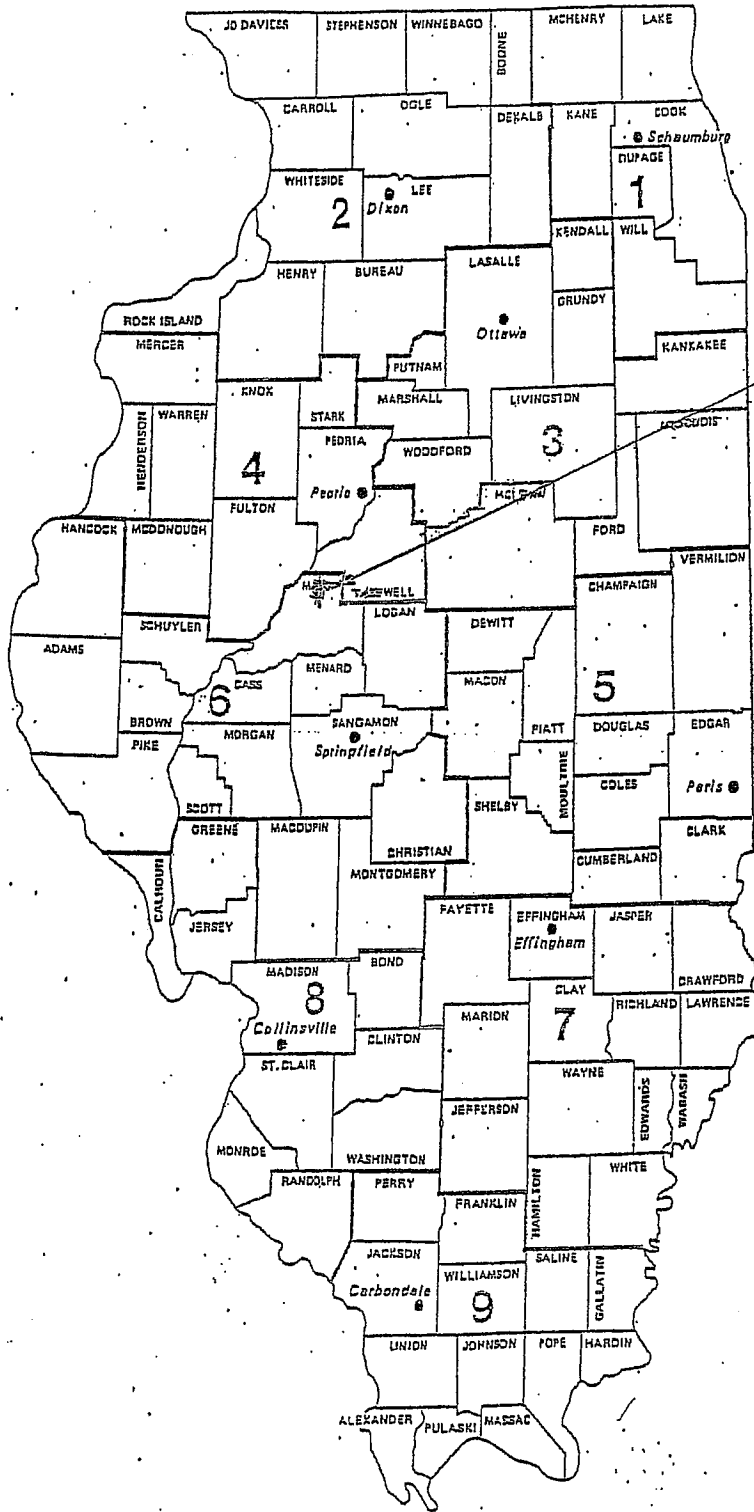 JO DAVIESS STEPHENSON WINNEBAGO BOONE MCHENRY LAKE
CARROLL OGLE DEKALB KANE COOK
Schaumburg
DUPAGE
WHITESIDE LEE 1
2 Dixon
KENDALL WILL
LASALLE
HENRY BUREAU
GRUNDY
ROCK ISLAND Ottawa
MERCER PUTNAM KANKAKEE
KNOX MARSHALL LIVINGSTON
HENDERSON WARREN STARK
PEORIA WOODFORD 3
4
Peoria
FULTON
HANCOCK MCDONOUGH FORD
VERMILION
TAZEWELL CHAMPAIGN
SCHUYLER LOGAN DEWITT
ADAMS
CASS MENARD MACON 5
6
BROWN SANGAMON PIATT DOUGLAS EDGAR
PIKE MORGAN
Springfield MOULTRIE COLES Paris
SCOTT SHELBY
GREENE MACOUPIN CLARK
CHRISTIAN CUMBERLAND
CALHOUN MONTGOMERY
FAYETTE EFFINGHAM JASPER
JERSEY Effingham
MADISON BOND CRAWFORD
8 CLAY RICHLAND LAWRENCE
MARION 7
Collinsville CLINTON
ST. CLAIR WAYNE
EDWARDS WABASH
JEFFERSON
MONROE WASHINGTON
RANDOLPH PERRY HAMILTON WHITE
FRANKLIN
JACKSON SALINE GALLATIN
WILLIAMSON
Carbondale 9
UNION JOHNSON POPE HARDIN
ALEXANDER PULASKI MASSAC